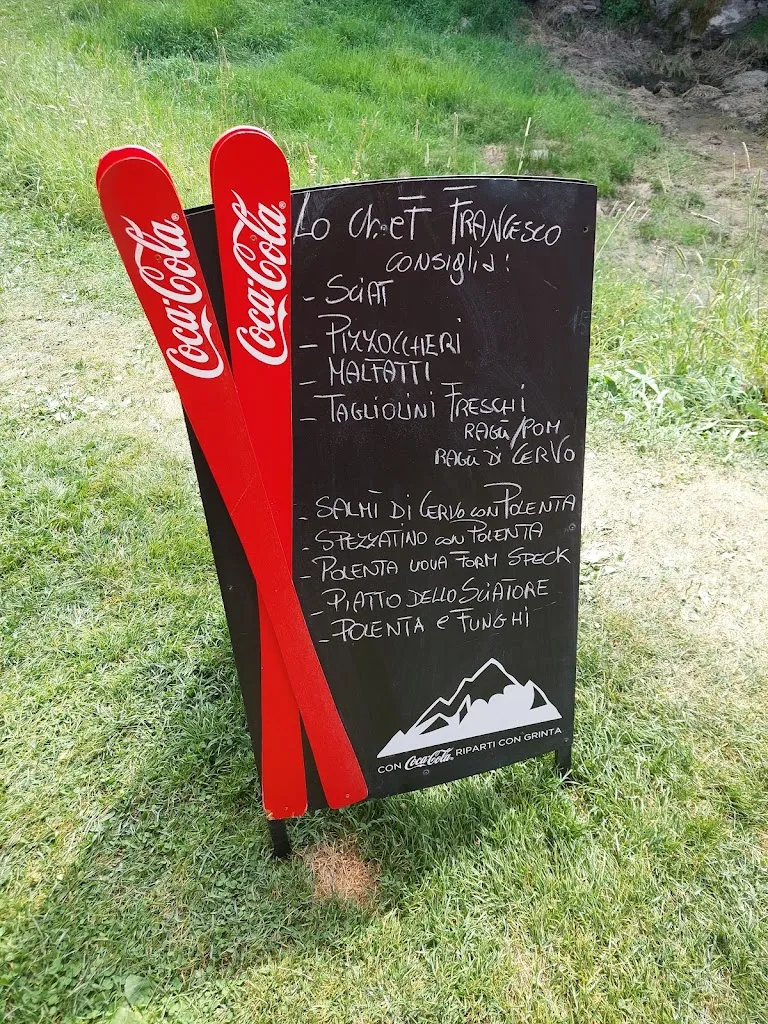 Coca-Cola®
Coca-Cola®
Lo Chef Francesco
consiglia:
- Sciat
- Pizzoccheri
- Malfatti
- Tagliolini Freschi
Ragù/Pom
Ragù di Cervo
- Salmì di Cervo con Polenta
- Spezzatino con Polenta
- Polenta uova Form Speck
- Piatto dello Sciatore
- Polenta e Funghi
CON Coca-Cola RIPARTI CON GRINTA